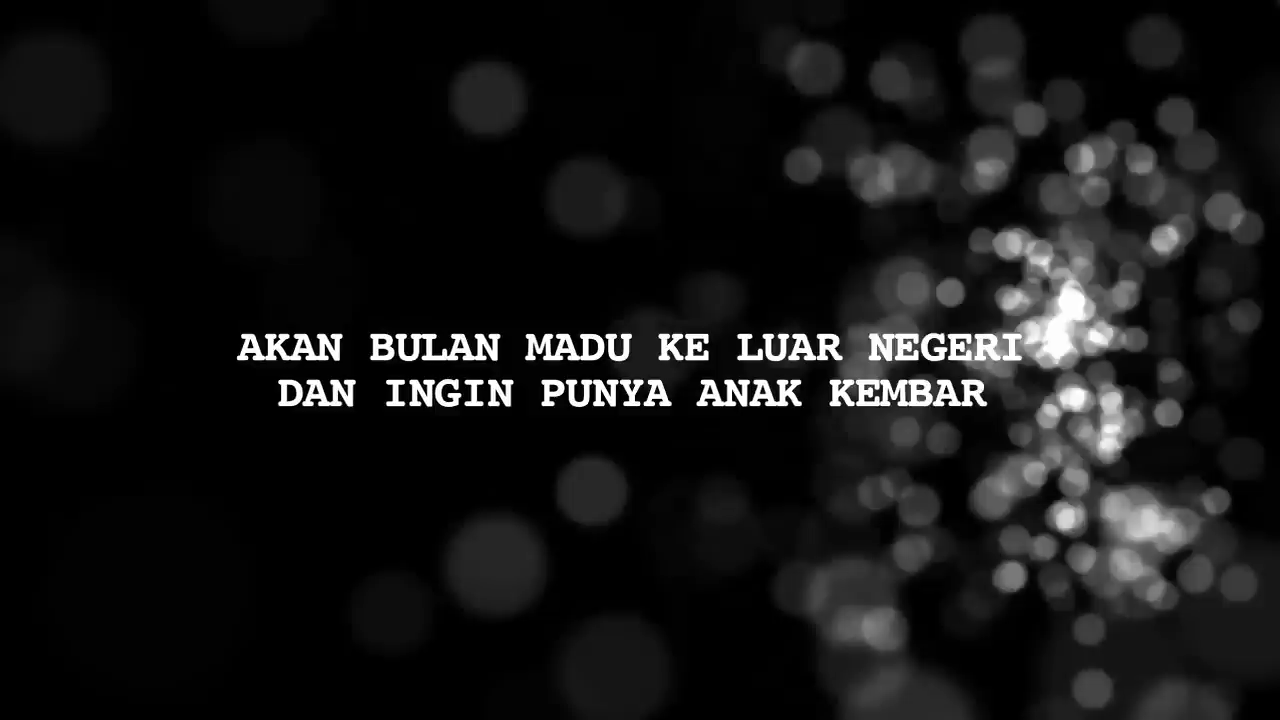 AKAN BULAN MADU KE LUAR NEGERI
DAN INGIN PUNYA ANAK KEMBAR